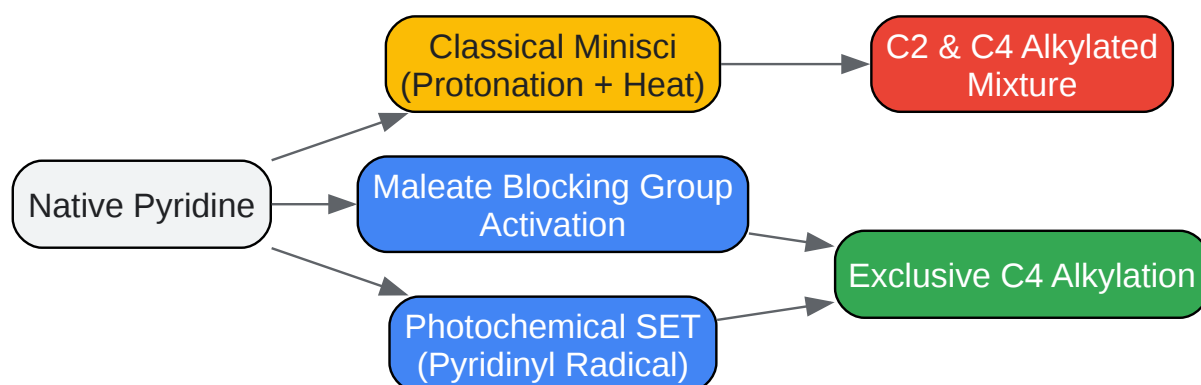 Native Pyridine
Classical Minisci
(Protonation + Heat)
C2 & C4 Alkylated
Mixture
Maleate Blocking Group
Activation
Photochemical SET
(Pyridinyl Radical)
Exclusive C4 Alkylation